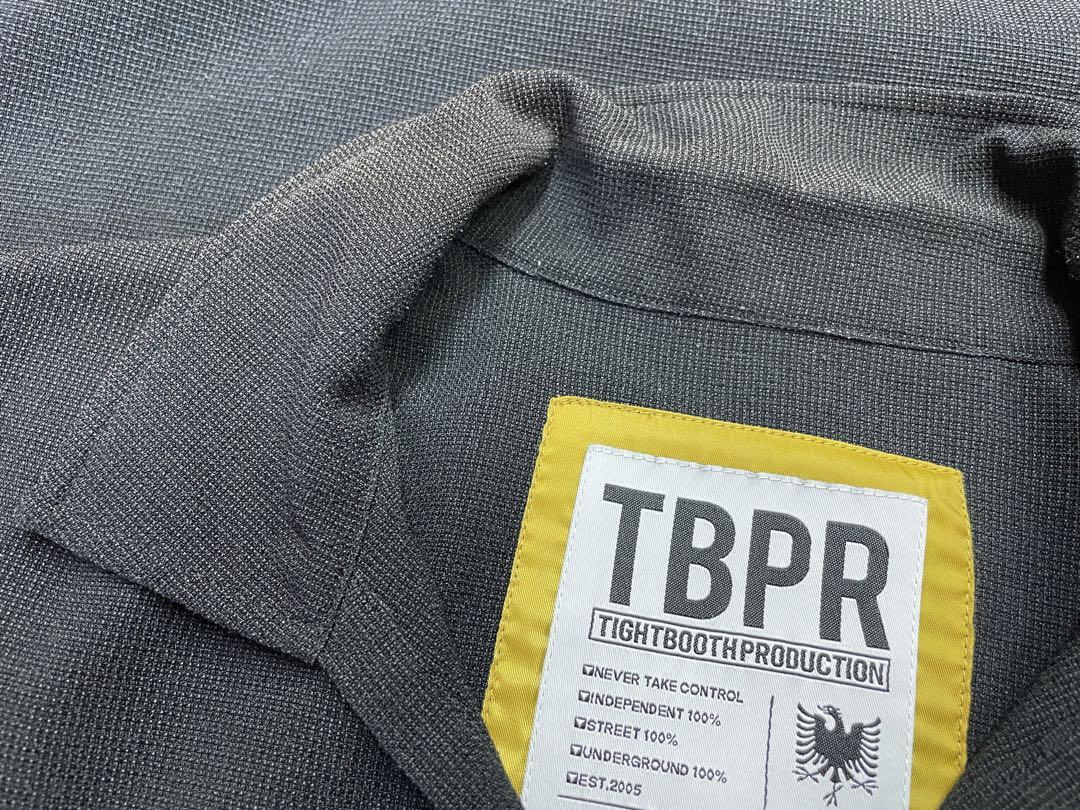 TBPR
TIGHTBOOTHPRODUCTION
NEVER TAKE CONTROL
INDEPENDENT 100%
STREET 100%
UNDERGROUND 100%
EST.2005